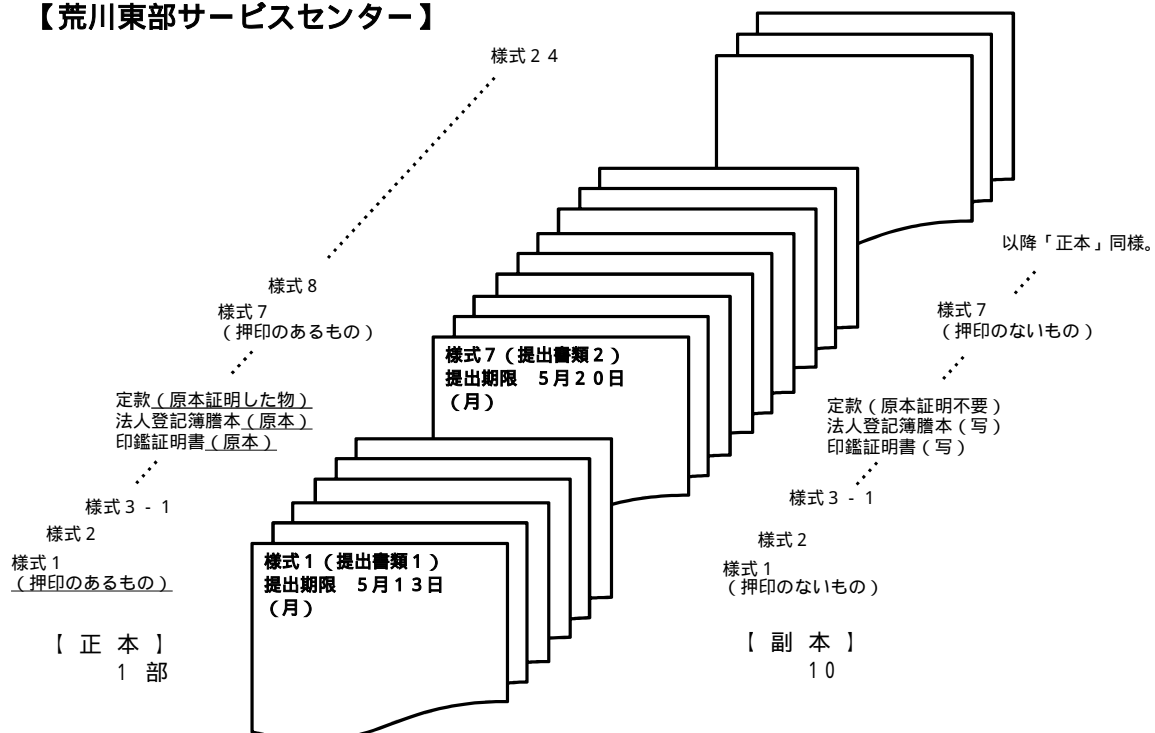 【荒川東部サービスセンター】
様式24
様式8
様式7
(押印のあるもの)
定款(原本証明した物)
法人登記簿謄本(原本)
印鑑証明書(原本)
様式3-1
様式2
様式1
(押印のあるもの)
【正本】
1部
様式7(提出書類2)
提出期限 5月20日
(月)
様式1(提出書類1)
提出期限 5月13日
(月)
以降「正本」同様。
様式7
(押印のないもの)
定款(原本証明不要)
法人登記簿謄本(写)
印鑑証明書(写)
様式3-1
様式2
様式1
(押印のないもの)
【副本】
10